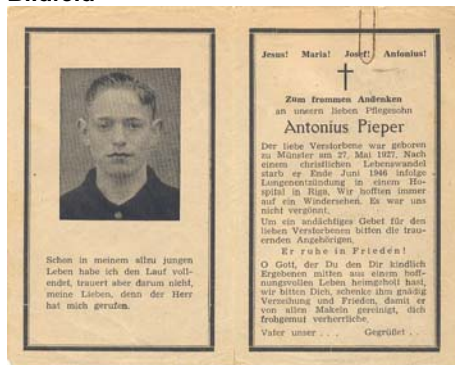 Schon in meinem allzu jungen
Leben habe ich den Lauf voll-
endet, trauert aber darum nicht,
meine Lieben, denn der Herr
hat mich gerufen.
Jesus! Maria! Josef! Antonius!
Zum frommen Andenken
an unsern lieben Pflegesohn
Antonius Pieper
Der liebe Verstorbene war geboren
zu Münster am 27. Mai 1927. Nach
einem christlichen Lebenswandel
starb er Ende Juni 1946 infolge
Lungenentzündung in einem Ho-
spital in Riga. Wir hofften immer
auf ein Wiedersehen. Es war uns
nicht vergönnt.
Um ein andächtiges Gebet für den
lieben Verstorbenen bitten die trau-
ernden Angehörigen.
Er ruhe in Frieden!
O Gott, der Du den Dir kindlich
Ergebenen mitten aus einem hoff-
nungsvollen Leben heimgeholt hast,
wir bitten Dich, schenke ihm gnädig
Verzeihung und Frieden, damit er
von allen Makeln gereinigt, dich
frohgemut verherrliche.
Vater unser . . . Gegrüßet . .